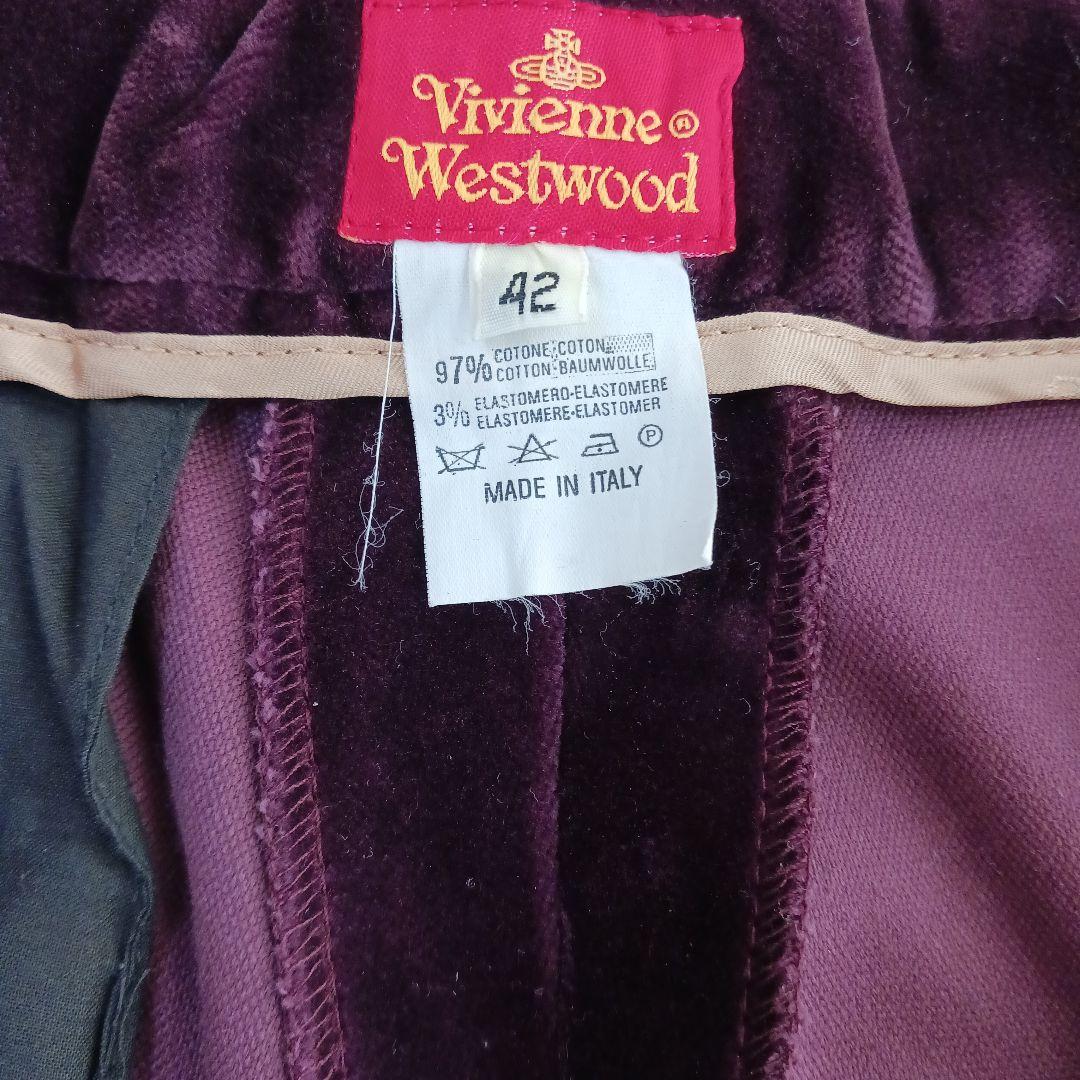 Vivienne®
Westwood
42
97% COTONE-COTON
COTTON-BAUMWOLLE
3% ELASTOMERO-ELASTOMERE
ELASTOMERE-ELASTOMER
P
MADE IN ITALY